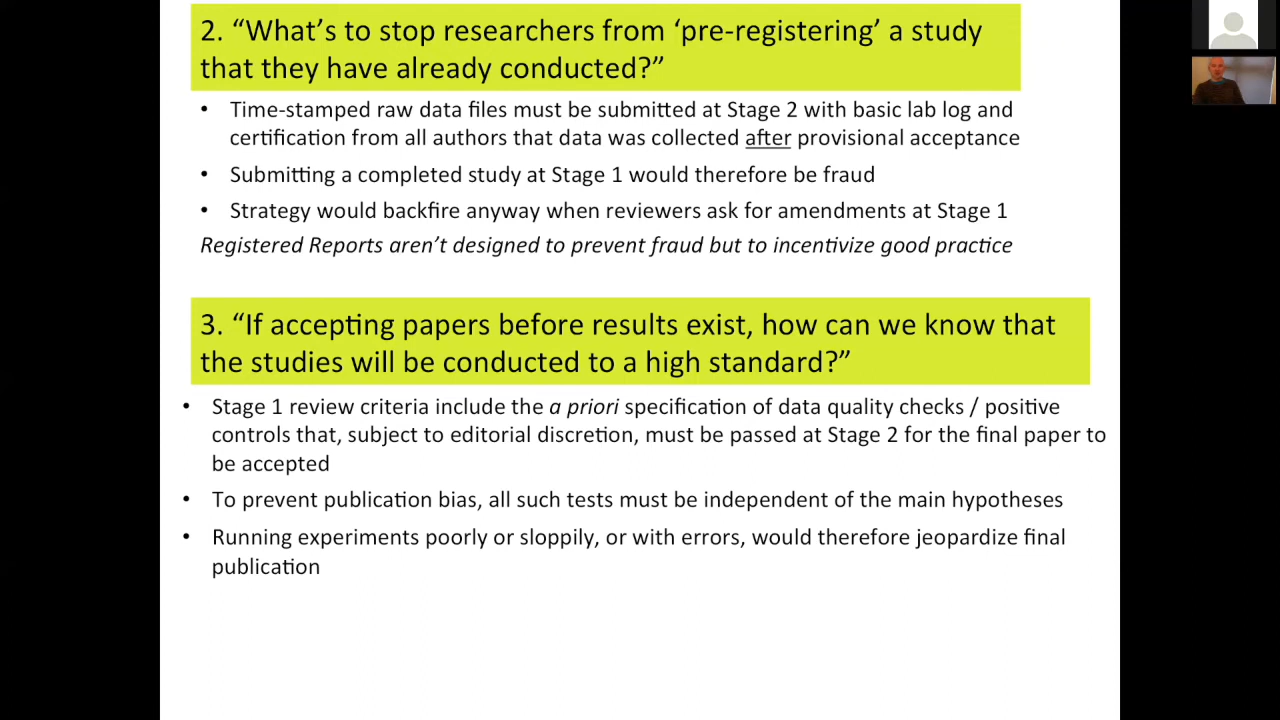 2. “What’s to stop researchers from ‘pre-registering’ a study
that they have already conducted?”
• Time-stamped raw data files must be submitted at Stage 2 with basic lab log and
certification from all authors that data was collected after provisional acceptance
• Submitting a completed study at Stage 1 would therefore be fraud
• Strategy would backfire anyway when reviewers ask for amendments at Stage 1
Registered Reports aren’t designed to prevent fraud but to incentivize good practice
3. “If accepting papers before results exist, how can we know that
the studies will be conducted to a high standard?”
• Stage 1 review criteria include the a priori specification of data quality checks / positive
controls that, subject to editorial discretion, must be passed at Stage 2 for the final paper to
be accepted
• To prevent publication bias, all such tests must be independent of the main hypotheses
• Running experiments poorly or sloppily, or with errors, would therefore jeopardize final
publication